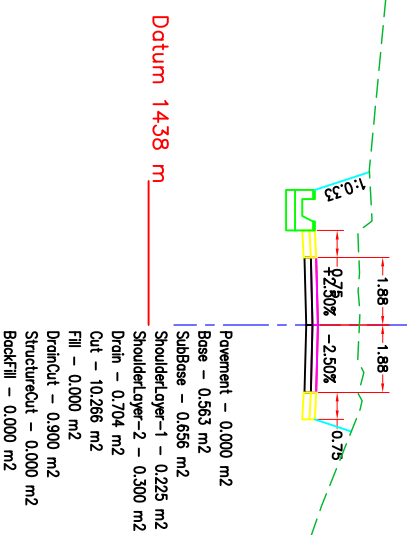 Datum 1438 m
1:0.33
0.75
1.88
1.88
+2.50%
-2.50%
0.75
Pavement - 0.000 m2
Base - 0.563 m2
SubBase - 0.656 m2
ShoulderLayer-1 - 0.225 m2
ShoulderLayer-2 - 0.300 m2
Drain - 0.704 m2
Cut - 10.266 m2
Fill - 0.000 m2
DrainCut - 0.900 m2
StructureCut - 0.000 m2
BackFill - 0.000 m2